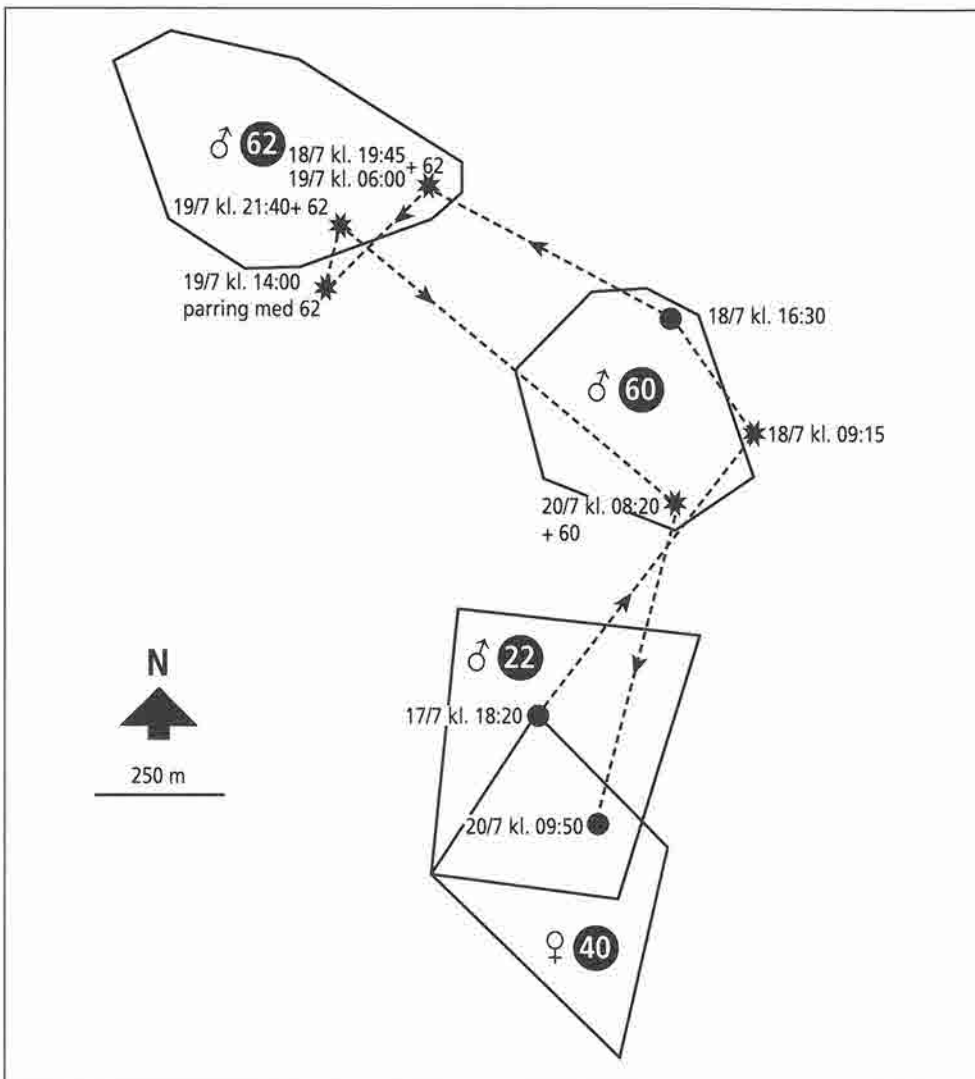 ♂ 62
18/7 kl. 19:45
19/7 kl. 06:00 + 62
19/7 kl. 21:40+ 62
19/7 kl. 14:00
parring med 62
18/7 kl. 16:30
♂ 60
18/7 kl. 09:15
20/7 kl. 08:20
+ 60
♂ 22
N
17/7 kl. 18:20
250 m
20/7 kl. 09:50
♀ 40